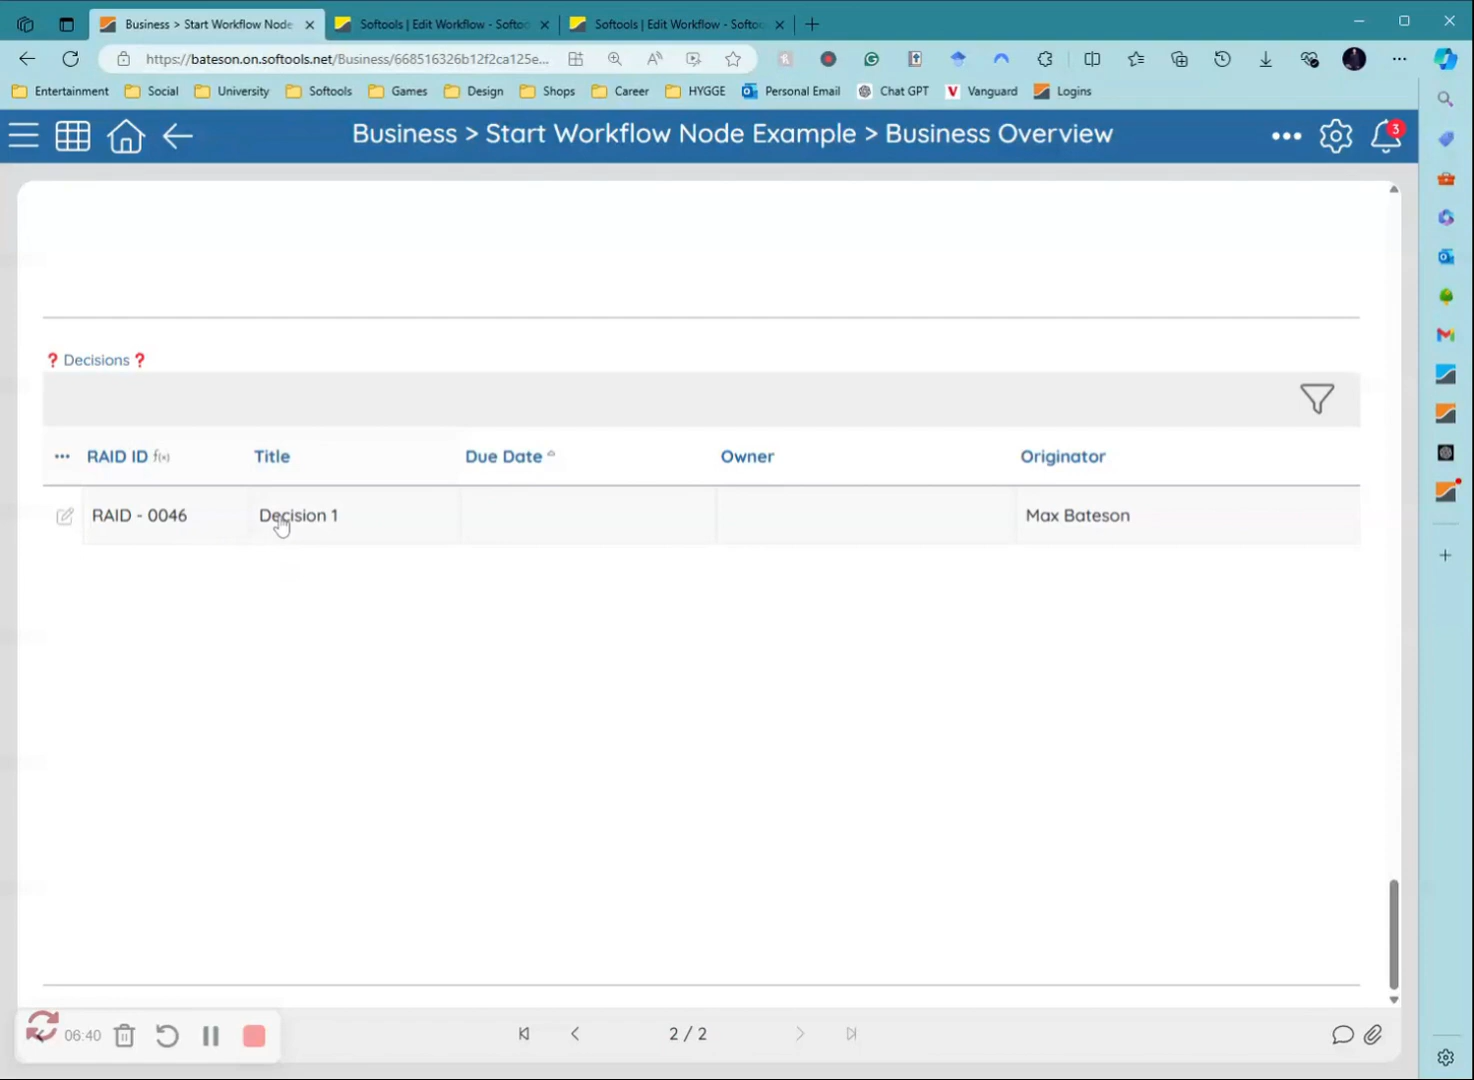 Business > Start Workflow Node
Softools | Edit Workflow - Softoo
Softools | Edit Workflow - Softoo
https://bateson.on.softools.net/Business/668516326b12f2ca125e...
Entertainment
Social
University
Softools
Games
Design
Shops
Career
HYGGE
Personal Email
Chat GPT
Vanguard
Logins
Business > Start Workflow Node Example > Business Overview
3
❓ Decisions ❓
RAID ID f(x)
Title
Due Date
Owner
Originator
RAID - 0046
Decision 1
Max Bateson
06:40
2 / 2